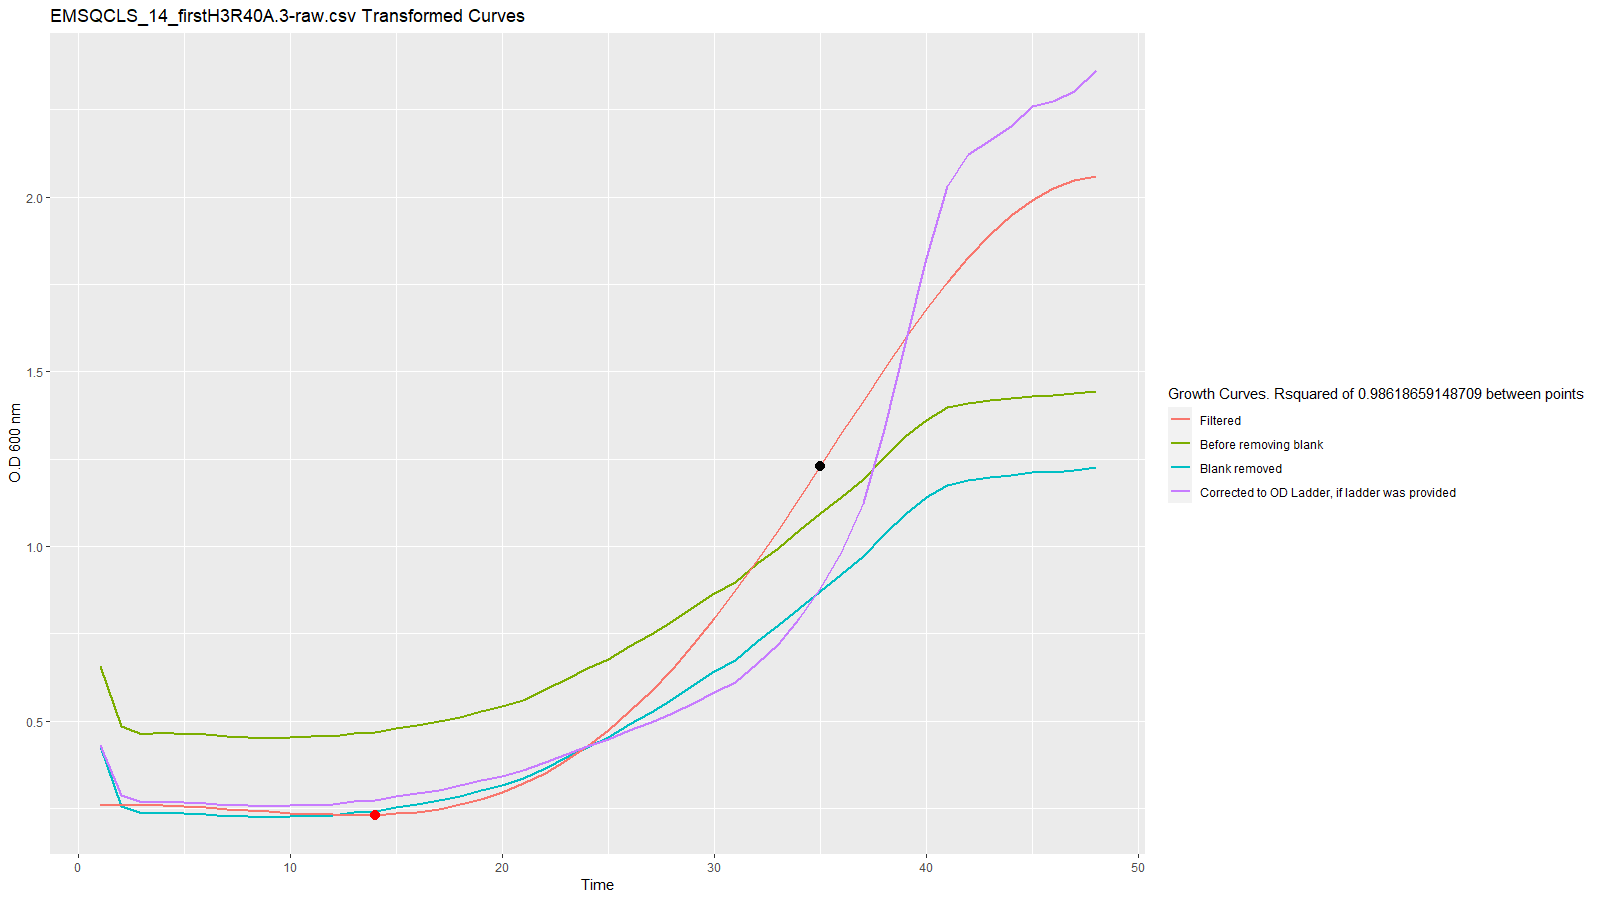 EMSQCLS_14_firstH3R40A.3-raw.csv Transformed Curves
O.D 600 nm
2.0
1.5
1.0
0.5
0 10 20 30 40 50
Time
Growth Curves. Rsquared of 0.98618659148709 between points
Filtered
Before removing blank
Blank removed
Corrected to OD Ladder, if ladder was provided